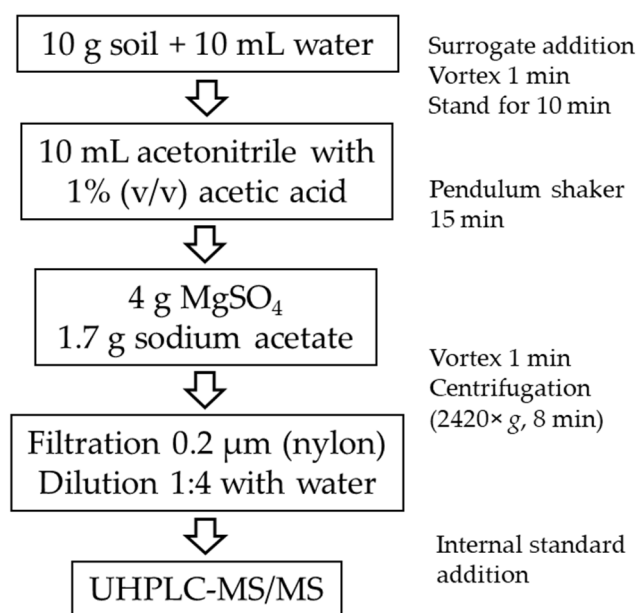 10 g soil + 10 mL water
Surrogate addition
Vortex 1 min
Stand for 10 min
10 mL acetonitrile with
1% (v/v) acetic acid
Pendulum shaker
15 min
4 g MgSO₄
1.7 g sodium acetate
Vortex 1 min
Centrifugation
(2420× g, 8 min)
Filtration 0.2 µm (nylon)
Dilution 1:4 with water
Internal standard
addition
UHPLC-MS/MS